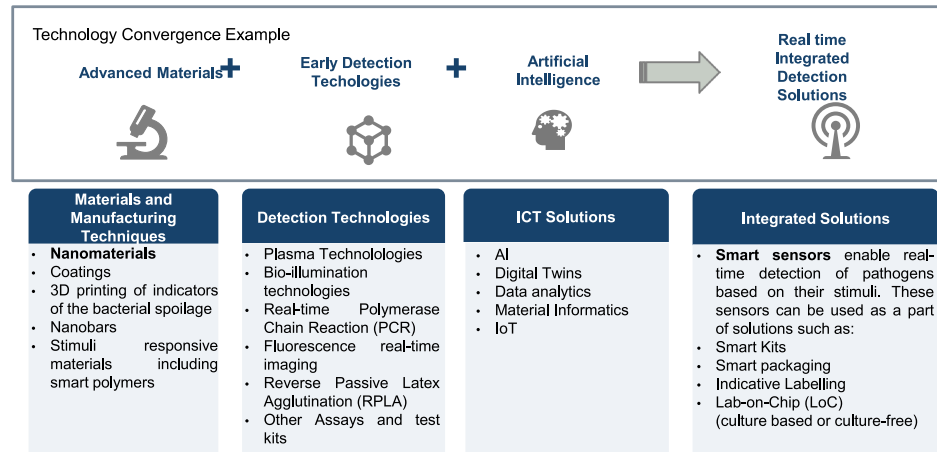 Technology Convergence Example
Advanced Materials
+
Early Detection
Techologies
+
Artificial
Intelligence
Real time
Integrated
Detection
Solutions
Materials and
Manufacturing
Techniques
• Nanomaterials
• Coatings
• 3D printing of indicators
of the bacterial spoilage
• Nanobars
• Stimuli responsive
materials including
smart polymers
Detection Technologies
• Plasma Technolologies
• Bio-illumination
technologies
• Real-time Polymerase
Chain Reaction (PCR)
• Fluorescence real-time
imaging
• Reverse Passive Latex
Agglutination (RPLA)
• Other Assays and test
kits
ICT Solutions
• AI
• Digital Twins
• Data analytics
• Material Informatics
• IoT
Integrated Solutions
• Smart sensors enable real-
time detection of pathogens
based on their stimuli. These
sensors can be used as a part
of solutions such as:
• Smart Kits
• Smart packaging
• Indicative Labelling
• Lab-on-Chip (LoC)
(culture based or culture-free)